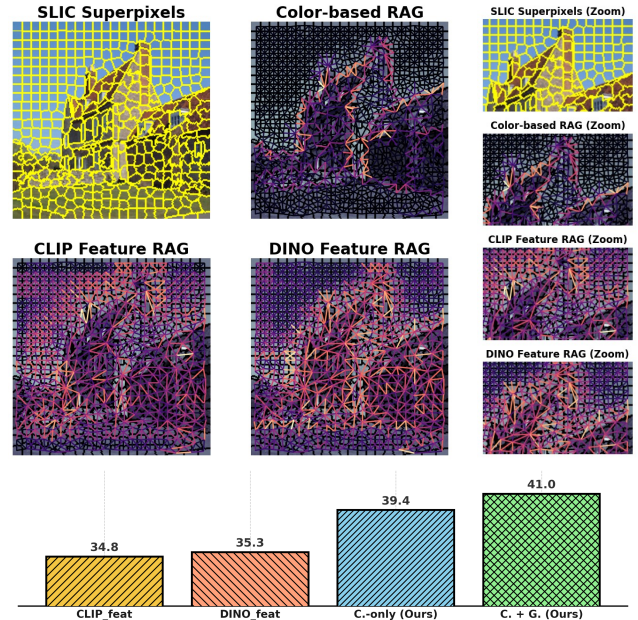 SLIC Superpixels
Color-based RAG
SLIC Superpixels (Zoom)
Color-based RAG (Zoom)
CLIP Feature RAG
DINO Feature RAG
CLIP Feature RAG (Zoom)
DINO Feature RAG (Zoom)
34.8
35.3
39.4
41.0
CLIP_feat
DINO_feat
C.-only (Ours)
C. + G. (Ours)